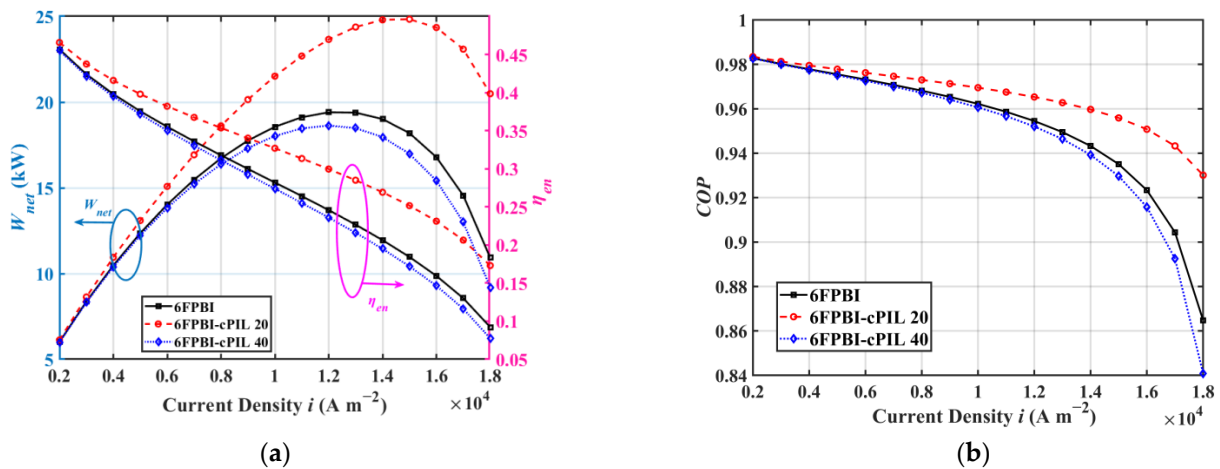 25
20
15
10
5
W_net (kW)
0.45
0.4
0.35
0.3
0.25
0.2
0.15
0.1
0.05
η_en
W_net
η_en
6FPBI
6FPBI-cPIL 20
6FPBI-cPIL 40
0.2 0.4 0.6 0.8 1 1.2 1.4 1.6 1.8
Current Density i (A m⁻²) ×10⁴
(a)
1
0.98
0.96
0.94
0.92
0.9
0.88
0.86
0.84
COP
6FPBI
6FPBI-cPIL 20
6FPBI-cPIL 40
0.2 0.4 0.6 0.8 1 1.2 1.4 1.6 1.8
Current Density i (A m⁻²) ×10⁴
(b)